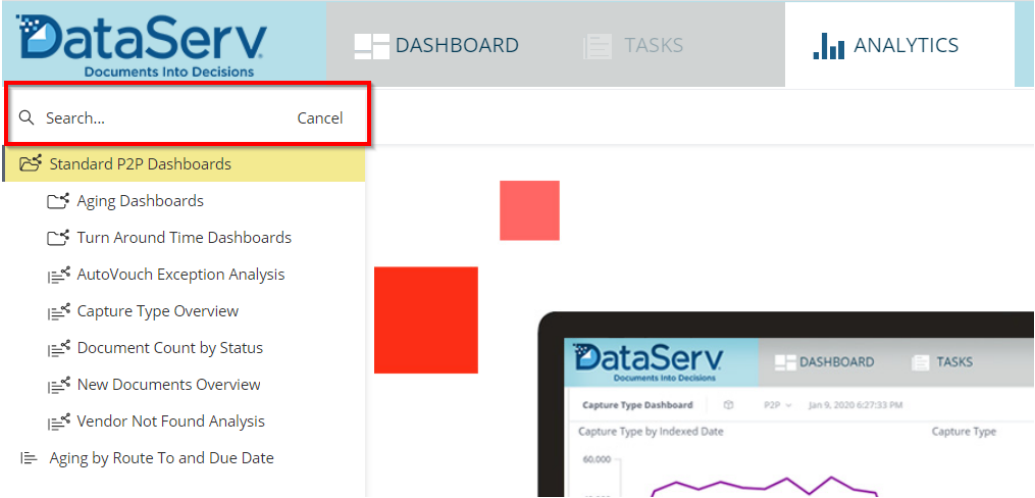 DataServ
Documents Into Decisions
DASHBOARD
TASKS
ANALYTICS
Search...
Cancel
Standard P2P Dashboards
Aging Dashboards
Turn Around Time Dashboards
AutoVouch Exception Analysis
Capture Type Overview
Document Count by Status
New Documents Overview
Vendor Not Found Analysis
Aging by Route To and Due Date
DataServ
Documents Into Decisions
DASHBOARD
TASKS
Capture Type Dashboard
P2P
Jan 9, 2020 6:27:33 PM
Capture Type by Indexed Date
Capture Type
60,000